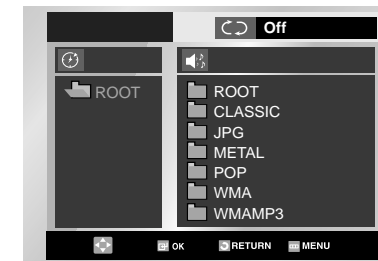 Off
ROOT
ROOT
CLASSIC
JPG
METAL
POP
WMA
WMAMP3
OK RETURN MENU